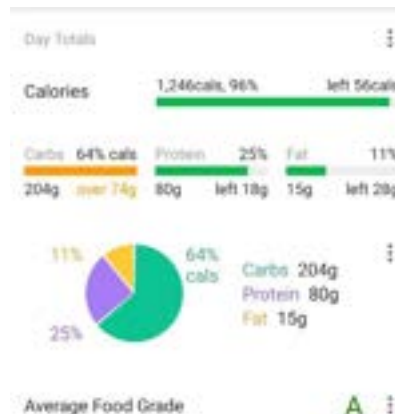 Day Totals
1,246cals, 96% left 56cals
Calories
Carbs 64% cals Protein 25% Fat 11%
204g over 74g 80g left 18g 15g left 28g
11% 64%
cals
Carbs 204g
Protein 80g
Fat 15g
25%
Average Food Grade A